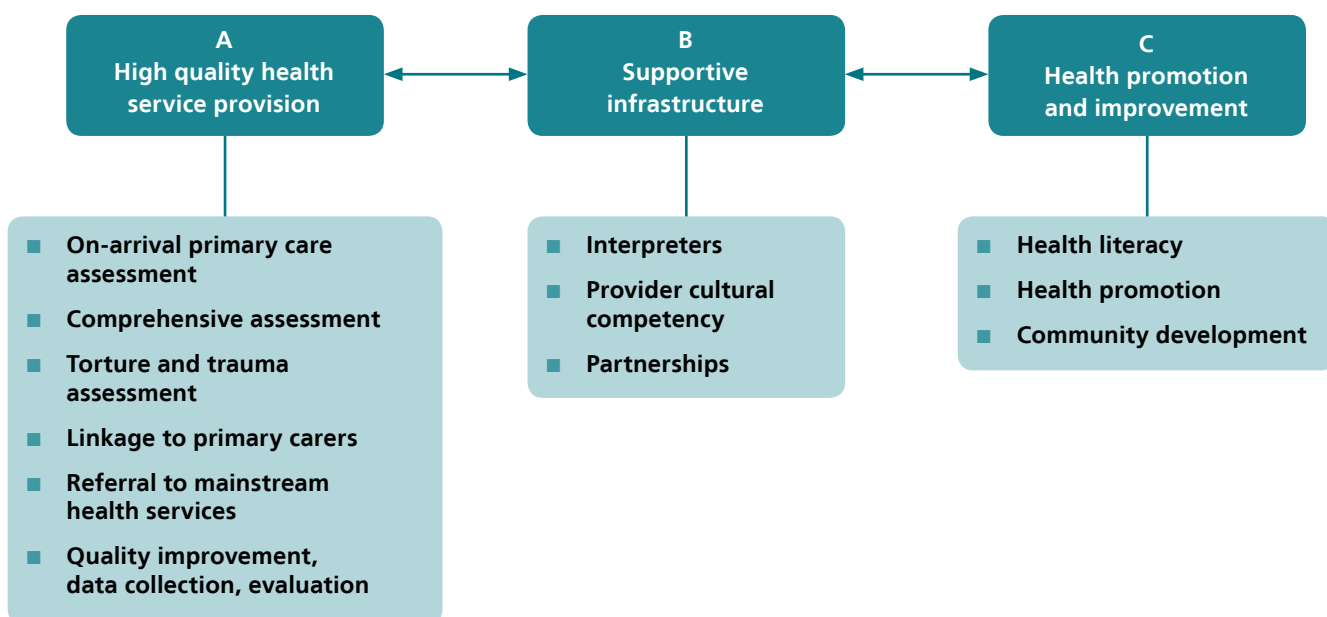 A
High quality health
service provision
B
Supportive
infrastructure
C
Health promotion
and improvement
On-arrival primary care
assessment
Comprehensive assessment
Torture and trauma
assessment
Linkage to primary carers
Referral to mainstream
health services
Quality improvement,
data collection, evaluation
Interpreters
Provider cultural
competency
Partnerships
Health literacy
Health promotion
Community development